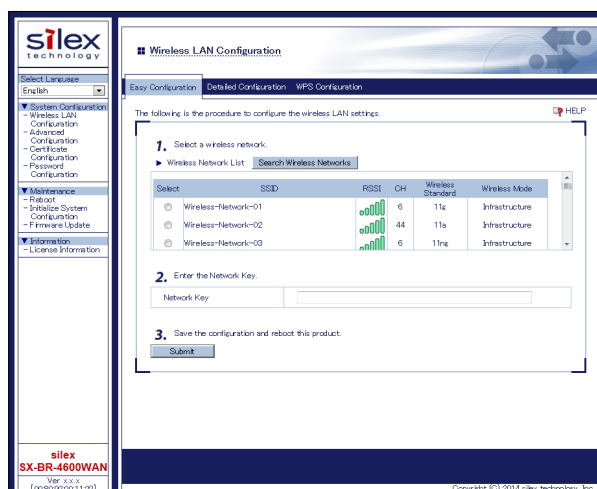 silex
technology
Select Language
English
▼ System Configuration
- Wireless LAN
Configuration
- Advanced
Configuration
- Certificate
Configuration
- Password
Configuration
▼ Maintenance
- Reboot
- Initialize System
Configuration
- Firmware Update
▼ Information
- License Information
silex
SX-BR-4600WAN
Ver x.x.x
Wireless LAN Configuration
Easy Configuration Detailed Configuration WPS Configuration
The following is the procedure to configure the wireless LAN settings.
HELP
1. Select a wireless network.
▶ Wireless Network List Search Wireless Networks
Select SSID RSSI CH Wireless Standard Wireless Mode
Wireless-Network-01 6 11g Infrastructure
Wireless-Network-02 44 11a Infrastructure
Wireless-Network-03 6 11ng Infrastructure
2. Enter the Network Key.
Network Key
3. Save the configuration and reboot this product.
Submit
Copyright (C) 2014 silex technology, Inc.